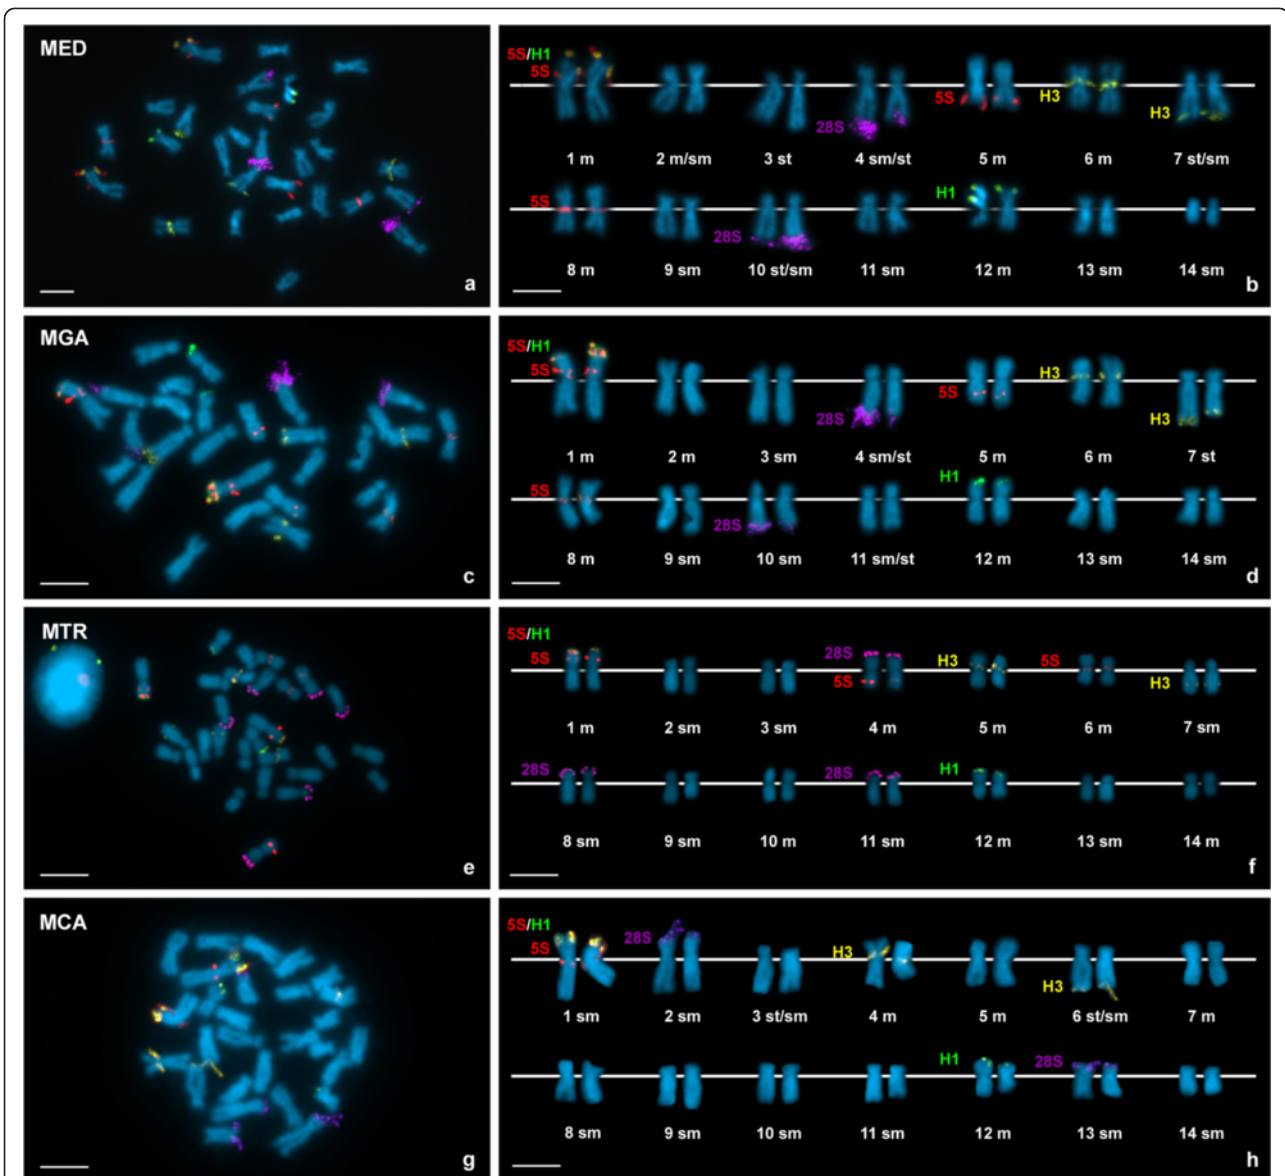 MED
a
5S/H1
5S
28S
5S
H3
H3
1 m 2 m/sm 3 st 4 sm/st 5 m 6 m 7 st/sm
5S
28S
H1
8 m 9 sm 10 st/sm 11 sm 12 m 13 sm 14 sm
b
MGA
c
5S/H1
5S
28S
5S
H3
H3
1 m 2 m 3 sm 4 sm/st 5 m 6 m 7 st
5S
28S
H1
8 m 9 sm 10 sm 11 sm/st 12 m 13 sm 14 sm
d
MTR
e
5S/H1
5S
28S
5S
H3
5S
H3
1 m 2 sm 3 sm 4 m 5 m 6 m 7 sm
28S
28S
H1
8 sm 9 sm 10 m 11 sm 12 m 13 sm 14 m
f
MCA
g
5S/H1
5S
28S
H3
H3
1 sm 2 sm 3 st/sm 4 m 5 m 6 st/sm 7 m
H1
28S
8 sm 9 sm 10 sm 11 sm 12 m 13 sm 14 sm
h